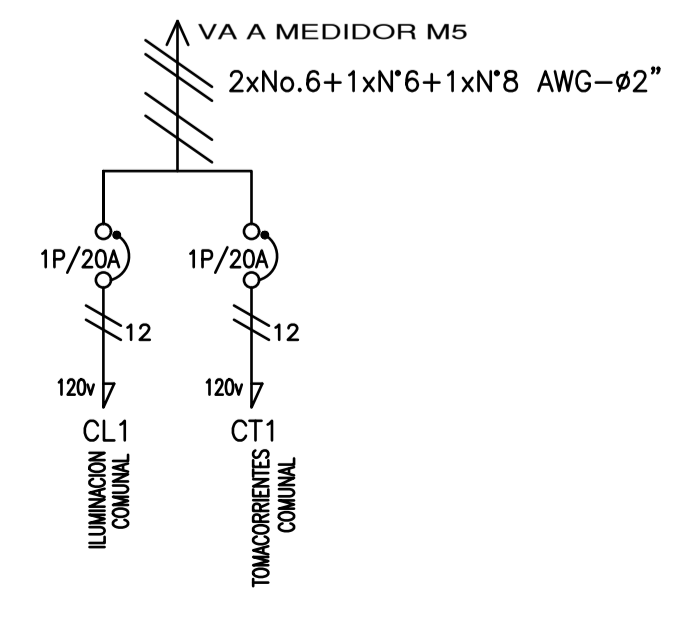 VA A MEDIDOR M5
2xNo.6+1xN°6+1xN°8 AWG-ø2"
1P/20A
1P/20A
12
12
120v
120v
CL1
CT1
ILUMINACION
COMUNAL
TOMACORRIENTES
COMUNAL